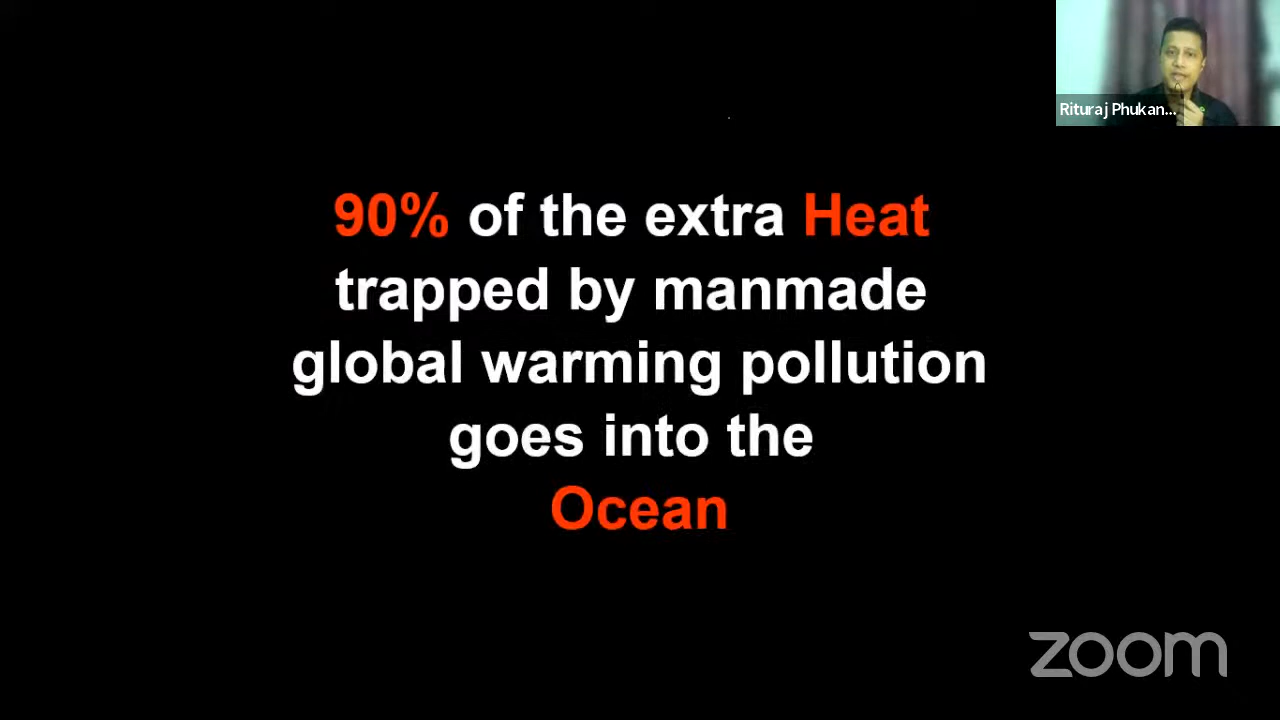 Rituraj Phukan...
90% of the extra Heat
trapped by manmade
global warming pollution
goes into the
Ocean
zoom